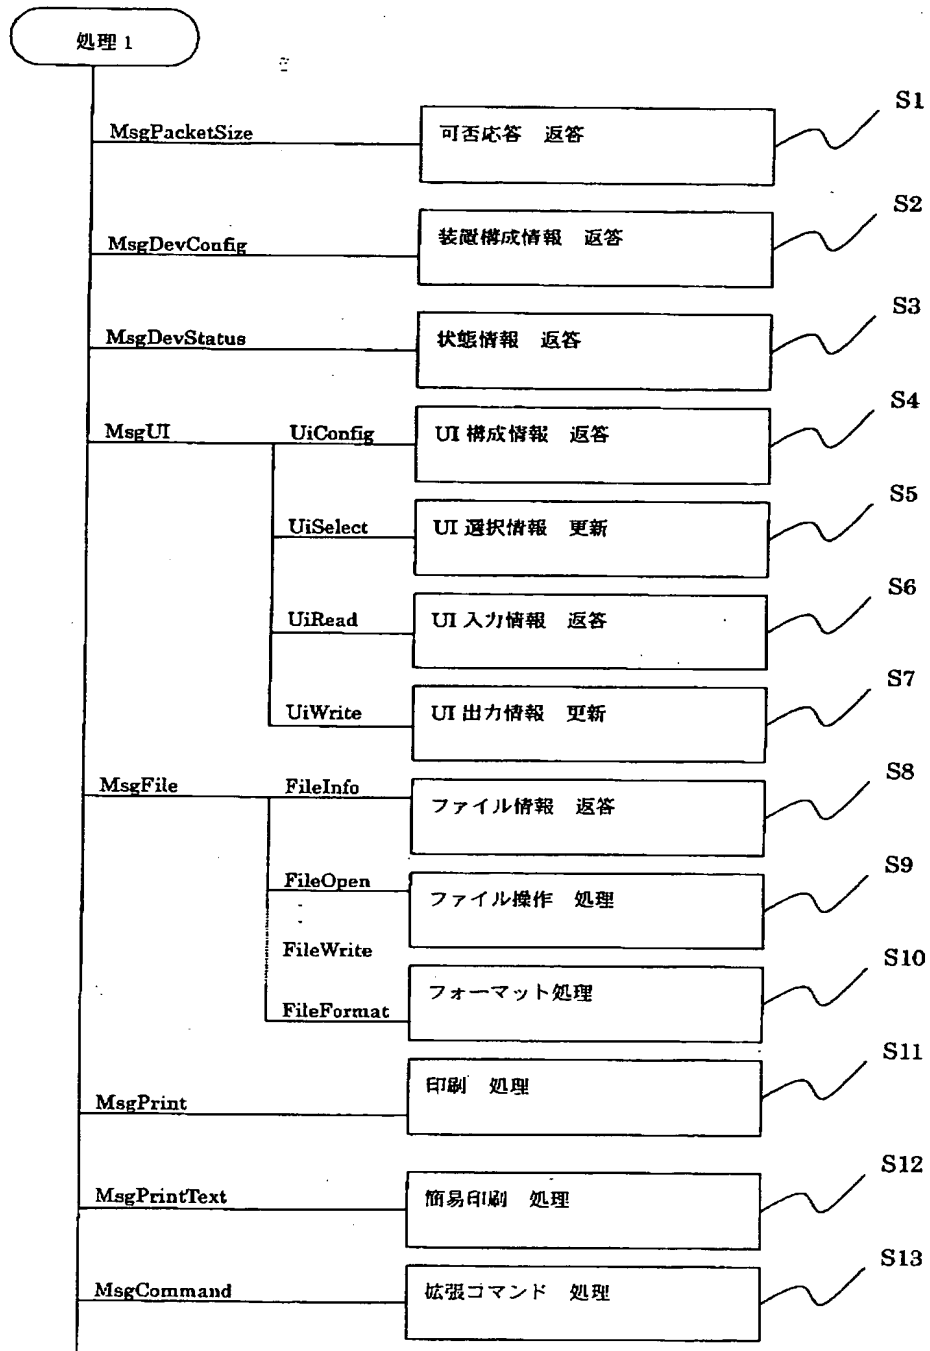 処理 1
MsgPacketSize
可否応答 返答
S1
MsgDevConfig
装置構成情報 返答
S2
MsgDevStatus
状態情報 返答
S3
MsgUI
UiConfig
UI 構成情報 返答
S4
UiSelect
UI 選択情報 更新
S5
UiRead
UI 入力情報 返答
S6
UiWrite
UI 出力情報 更新
S7
MsgFile
FileInfo
ファイル情報 返答
S8
FileOpen
ファイル操作 処理
S9
FileWrite
FileFormat
フォーマット処理
S10
MsgPrint
印刷 処理
S11
MsgPrintText
簡易印刷 処理
S12
MsgCommand
拡張コマンド 処理
S13